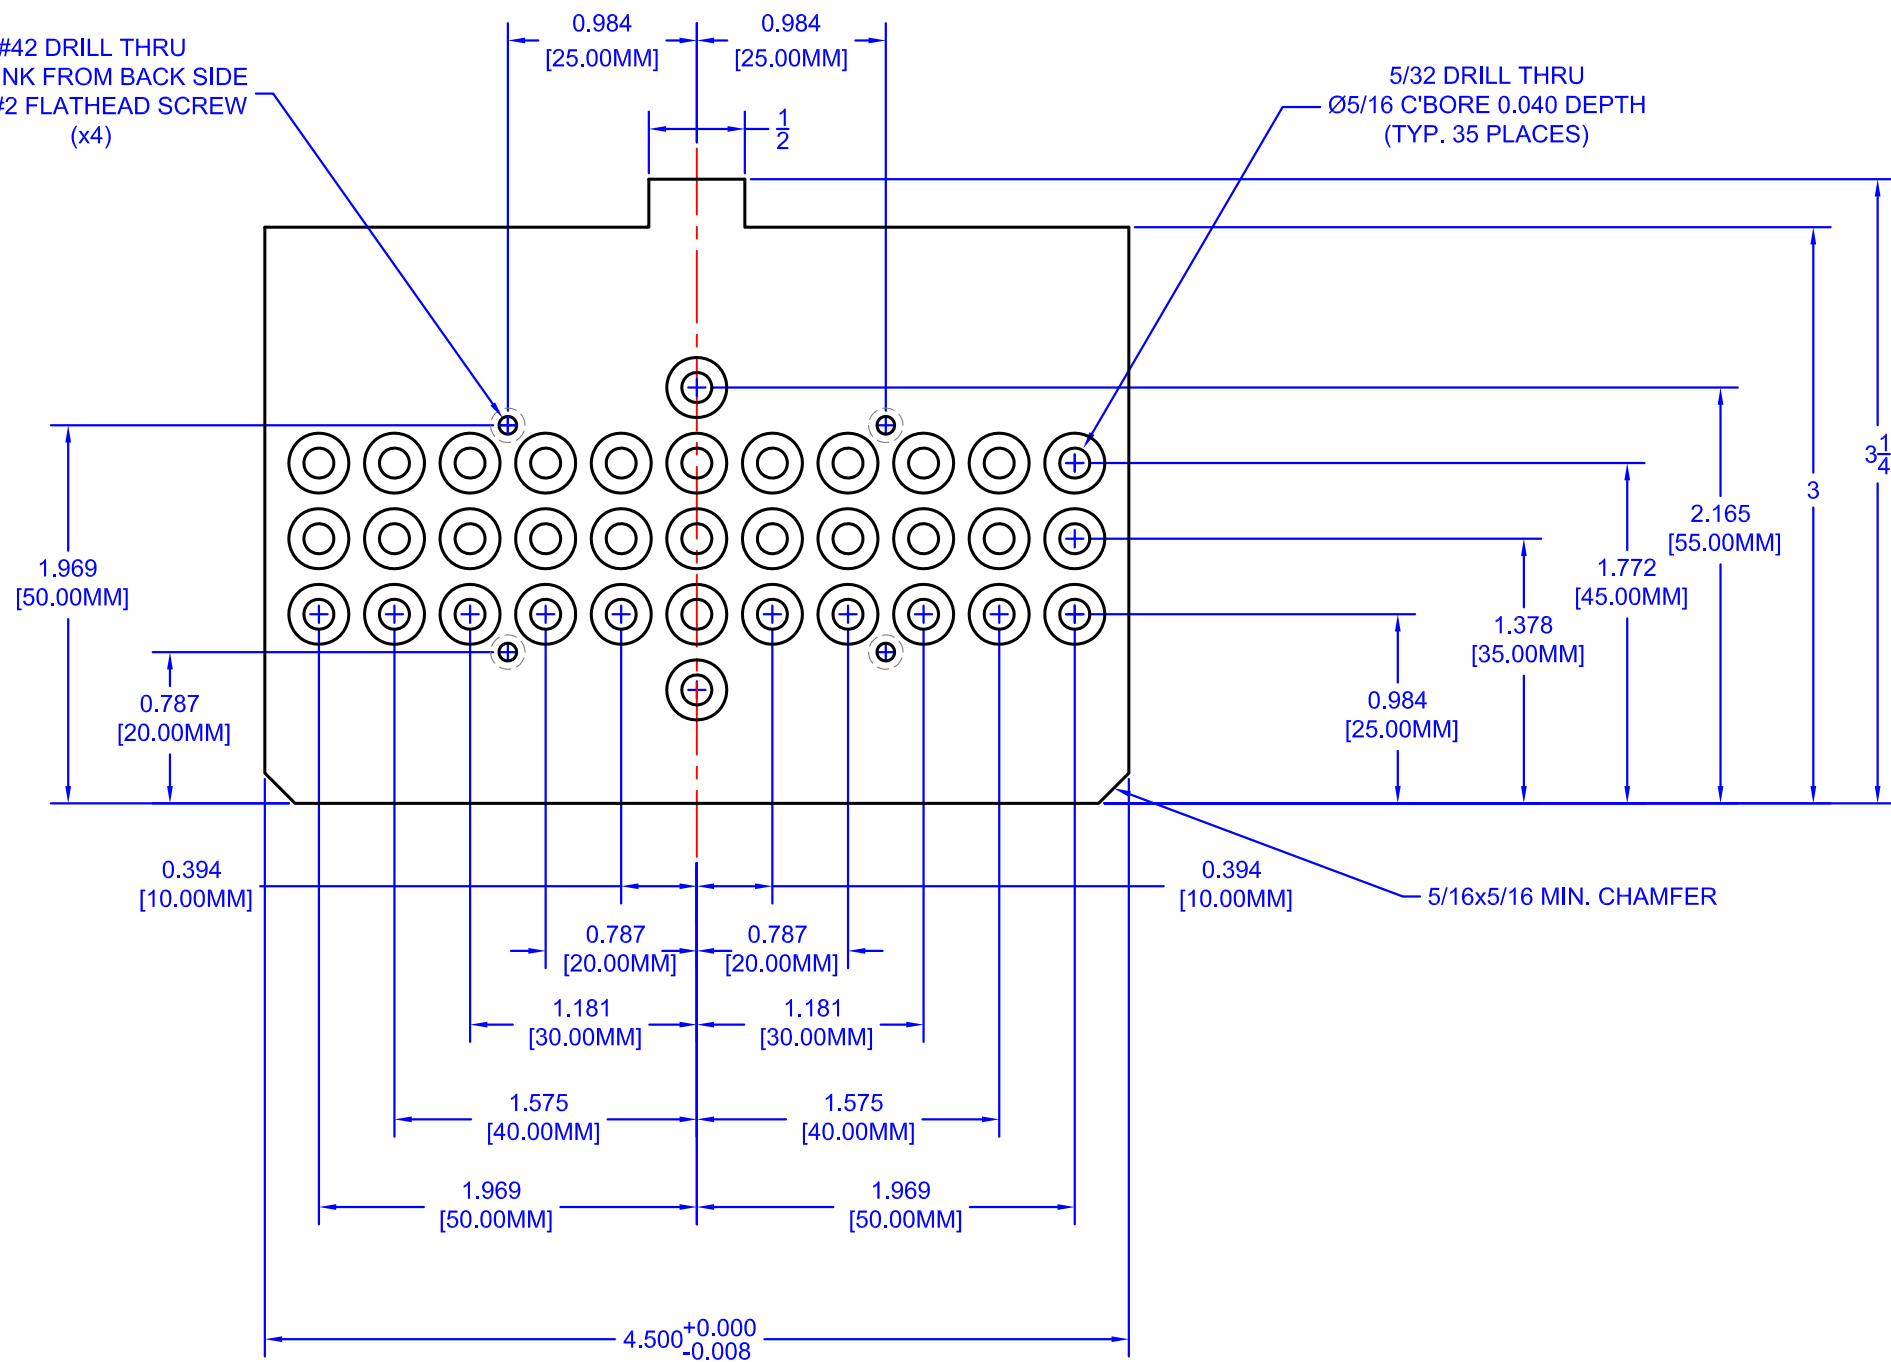 #42 DRILL THRU
NK FROM BACK SIDE
#2 FLATHEAD SCREW
(x4)
0.984
[25.00MM]
0.984
[25.00MM]
1/2
5/32 DRILL THRU
Ø5/16 C'BORE 0.040 DEPTH
(TYP. 35 PLACES)
3 1/4
3
2.165
[55.00MM]
1.772
[45.00MM]
1.378
[35.00MM]
0.984
[25.00MM]
1.969
[50.00MM]
0.787
[20.00MM]
0.394
[10.00MM]
0.394
[10.00MM]
5/16x5/16 MIN. CHAMFER
0.787
[20.00MM]
0.787
[20.00MM]
1.181
[30.00MM]
1.181
[30.00MM]
1.575
[40.00MM]
1.575
[40.00MM]
1.969
[50.00MM]
1.969
[50.00MM]
4.500 +0.000
-0.008